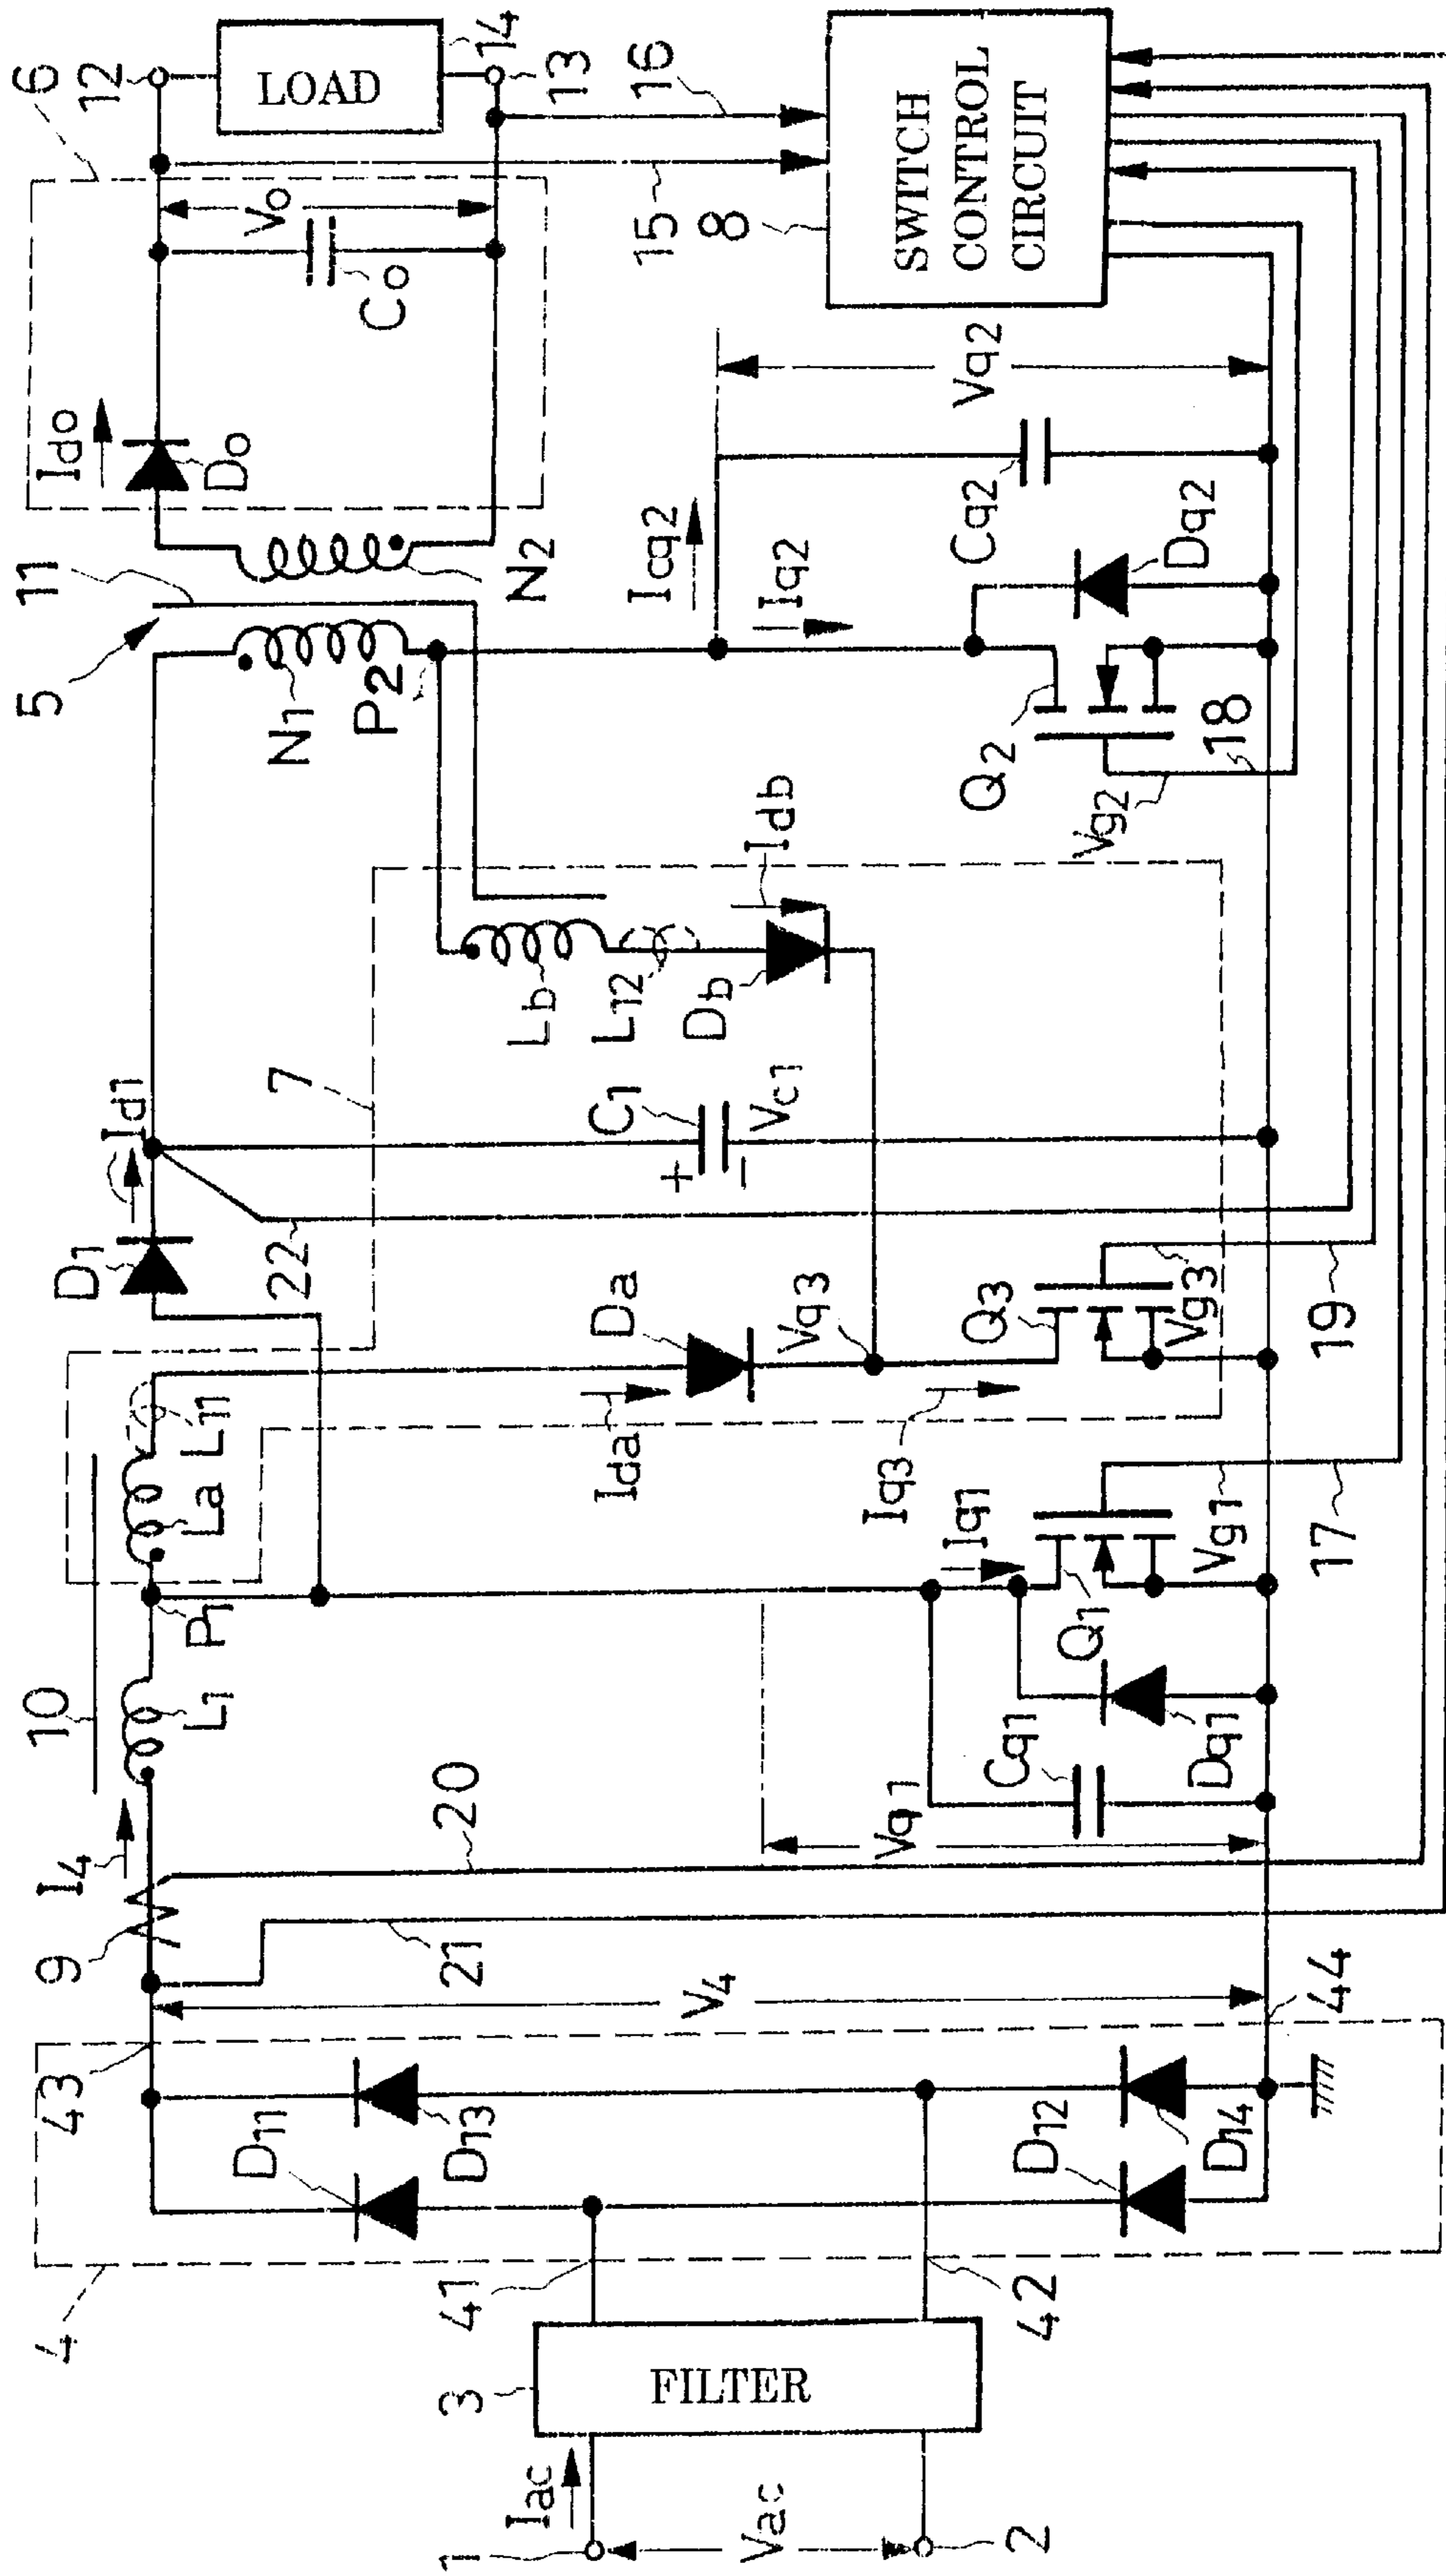 1
2
Iac
Vac
3
FILTER
41
42
4
D11
D13
D12
D14
43
44
V4
9
I4
21
20
10
L1
P1
La
L11
Vq1
Cq1
Dq1
Q1
Iq1
Vg1
17
Ida
Da
Iq3
Vq3
Q3
Vg3
19
D1
Id1
22
7
C1
+
−
Vc1
Lb
L12
Db
Idb
5
11
N1
N2
P2
Q2
Vg2
18
Icq2
Iq2
Cq2
Dq2
Vq2
Ido
Do
6
Vo
Co
12
13
LOAD
14
15
16
8
SWITCH
CONTROL
CIRCUIT